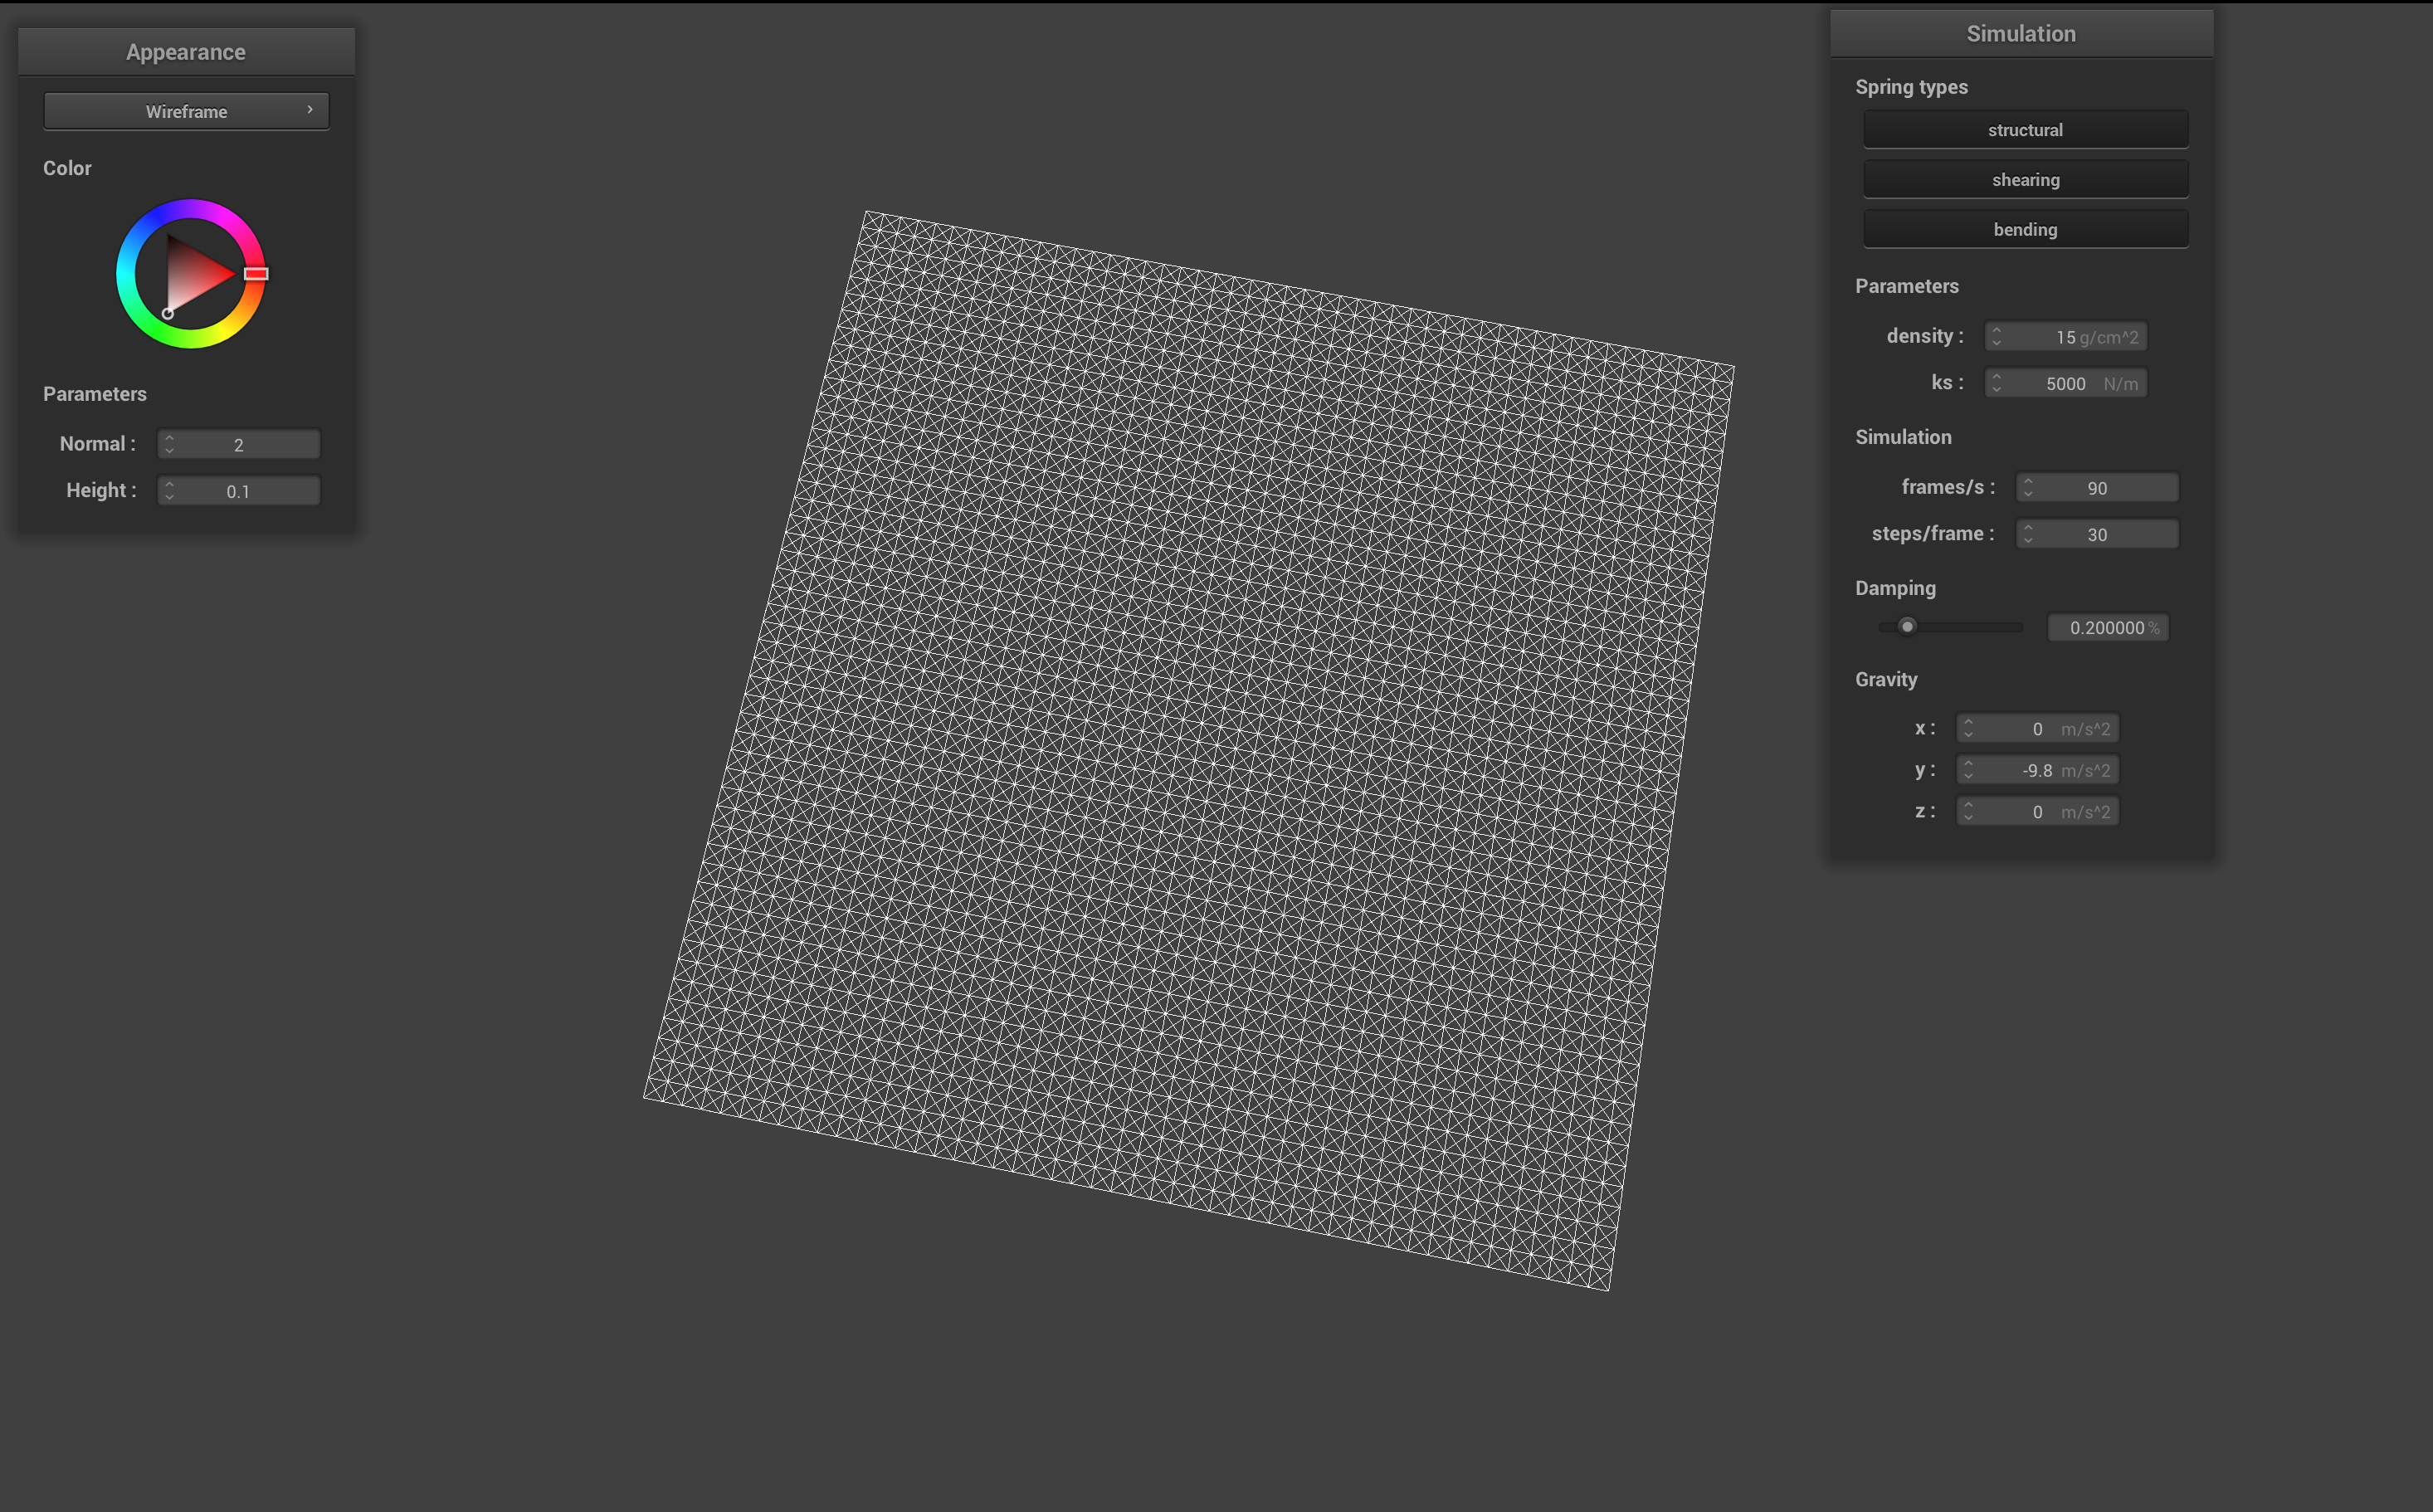 Appearance
Wireframe
Color
Parameters
Normal : 2
Height : 0.1
Simulation
Spring types
structural
shearing
bending
Parameters
density : 15 g/cm^2
ks : 5000 N/m
Simulation
frames/s : 90
steps/frame : 30
Damping
0.200000 %
Gravity
x : 0 m/s^2
y : -9.8 m/s^2
z : 0 m/s^2